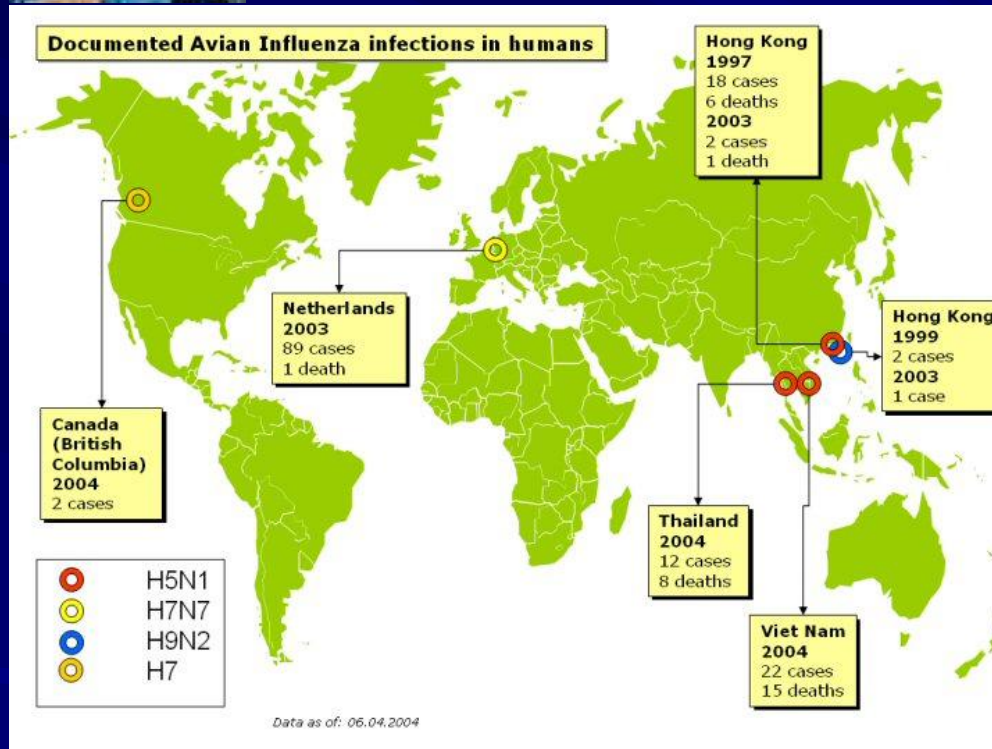 Documented Avian Influenza infections in humans
Hong Kong
1997
18 cases
6 deaths
2003
2 cases
1 death
Netherlands
2003
89 cases
1 death
Hong Kong
1999
2 cases
2003
1 case
Canada
(British
Columbia)
2004
2 cases
Thailand
2004
12 cases
8 deaths
Viet Nam
2004
22 cases
15 deaths
H5N1
H7N7
H9N2
H7
Data as of: 06.04.2004